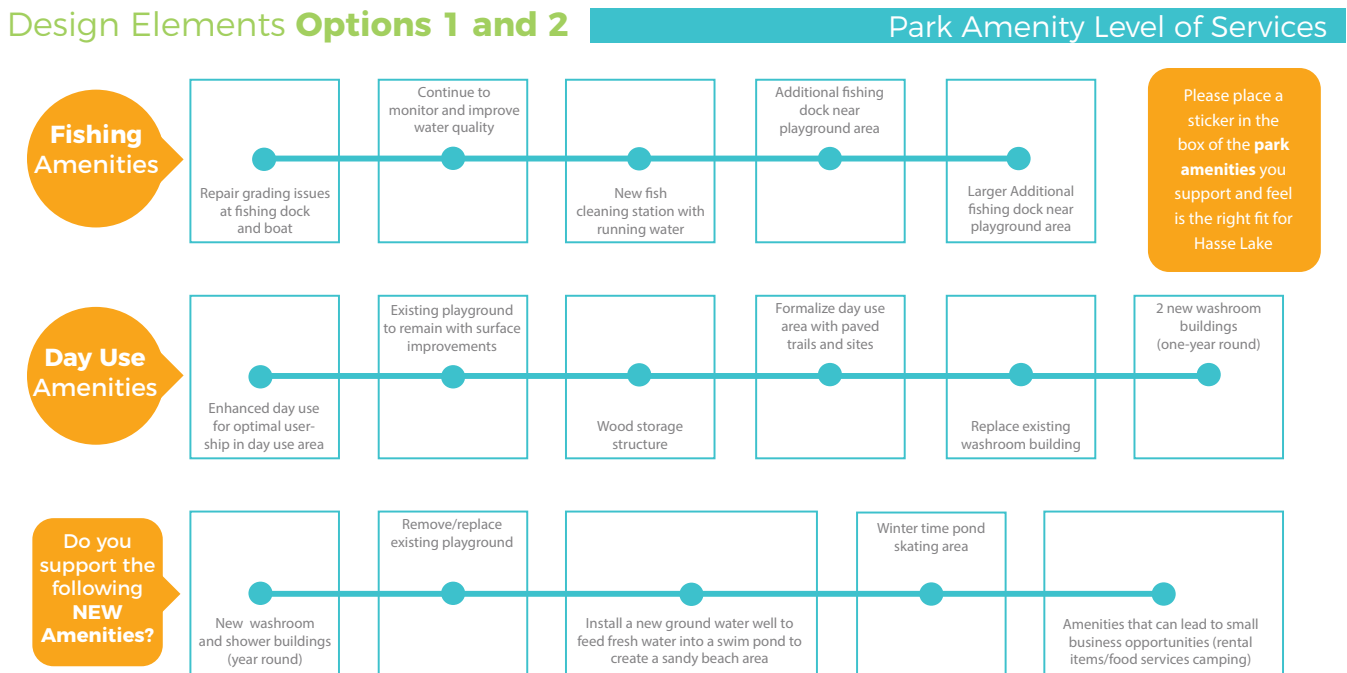 Design Elements Options 1 and 2
Park Amenity Level of Services
Fishing
Amenities
Repair grading issues
at fishing dock
and boat
Continue to
monitor and improve
water quality
New fish
cleaning station with
running water
Additional fishing
dock near
playground area
Larger Additional
fishing dock near
playground area
Please place a
sticker in the
box of the park
amenities you
support and feel
is the right fit for
Hasse Lake
Day Use
Amenities
Enhanced day use
for optimal user-
ship in day use area
Existing playground
to remain with surface
improvements
Wood storage
structure
Formalize day use
area with paved
trails and sites
Replace existing
washroom building
2 new washroom
buildings
(one-year round)
Do you
support the
following
NEW
Amenities?
New washroom
and shower buildings
(year round)
Remove/replace
existing playground
Install a new ground water well to
feed fresh water into a swim pond to
create a sandy beach area
Winter time pond
skating area
Amenities that can lead to small
business opportunities (rental
items/food services camping)